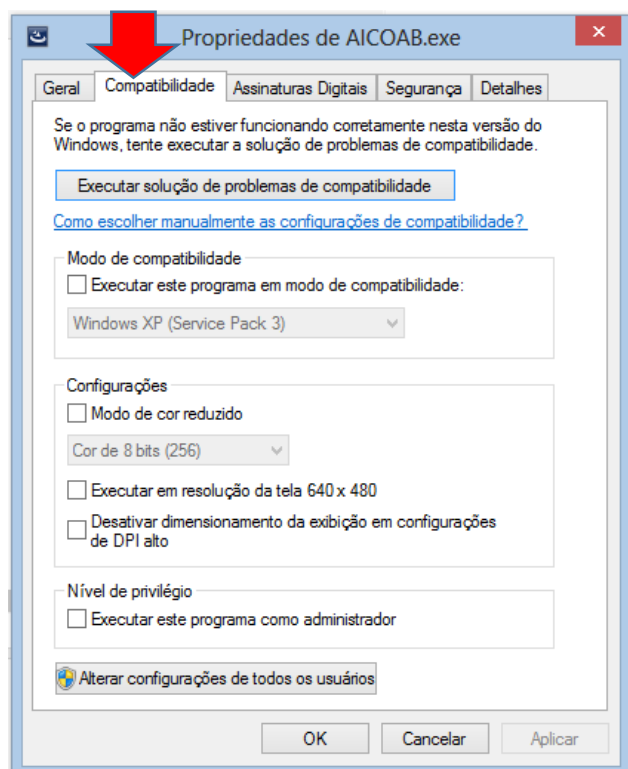 Propriedades de AICOAB.exe
Geral Compatibilidade Assinaturas Digitais Segurança Detalhes
Se o programa não estiver funcionando corretamente nesta versão do
Windows, tente executar a solução de problemas de compatibilidade.
Executar solução de problemas de compatibilidade
Como escolher manualmente as configurações de compatibilidade?
Modo de compatibilidade
Executar este programa em modo de compatibilidade:
Windows XP (Service Pack 3)
Configurações
Modo de cor reduzido
Cor de 8 bits (256)
Executar em resolução da tela 640 x 480
Desativar dimensionamento da exibição em configurações
de DPI alto
Nível de privilégio
Executar este programa como administrador
Alterar configurações de todos os usuários
OK Cancelar Aplicar